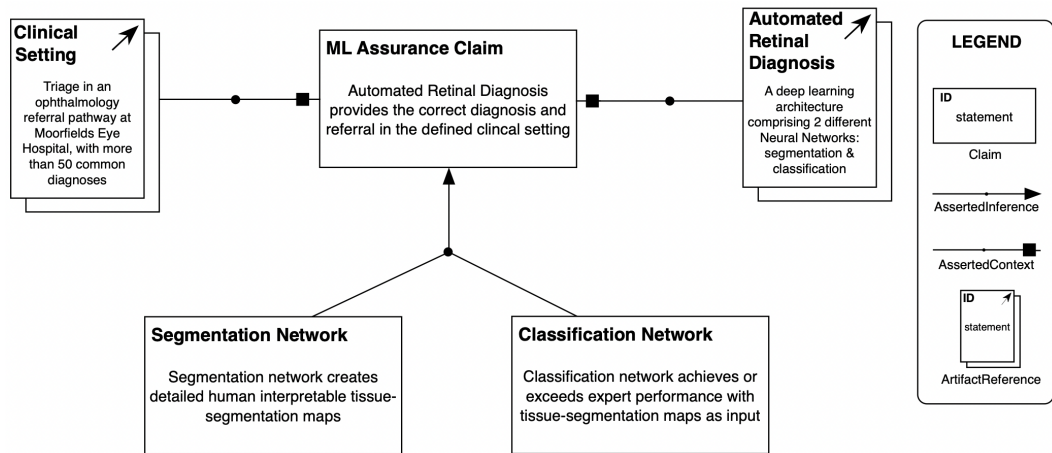 Clinical
Setting
Triage in an
ophthalmology
referral pathway at
Moorfields Eye
Hospital, with more
than 50 common
diagnoses
ML Assurance Claim
Automated Retinal Diagnosis
provides the correct diagnosis and
referral in the defined clincal setting
Automated
Retinal
Diagnosis
A deep learning
architecture
comprising 2 different
Neural Networks:
segmentation &
classification
Segmentation Network
Segmentation network creates
detailed human interpretable tissue-
segmentation maps
Classification Network
Classification network achieves or
exceeds expert performance with
tissue-segmentation maps as input
LEGEND
ID
statement
Claim
AssertedInference
AssertedContext
ID
statement
ArtifactReference